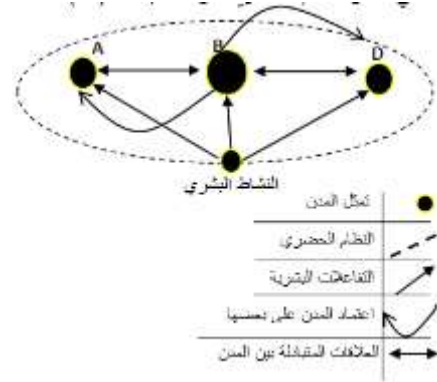 A
B
D
النشاط البشري
تمثل المدن
النظام الحضري
التفاعلات البشرية
اعتماد المدن على بعضها
العلاقات المتبادلة بين المدن